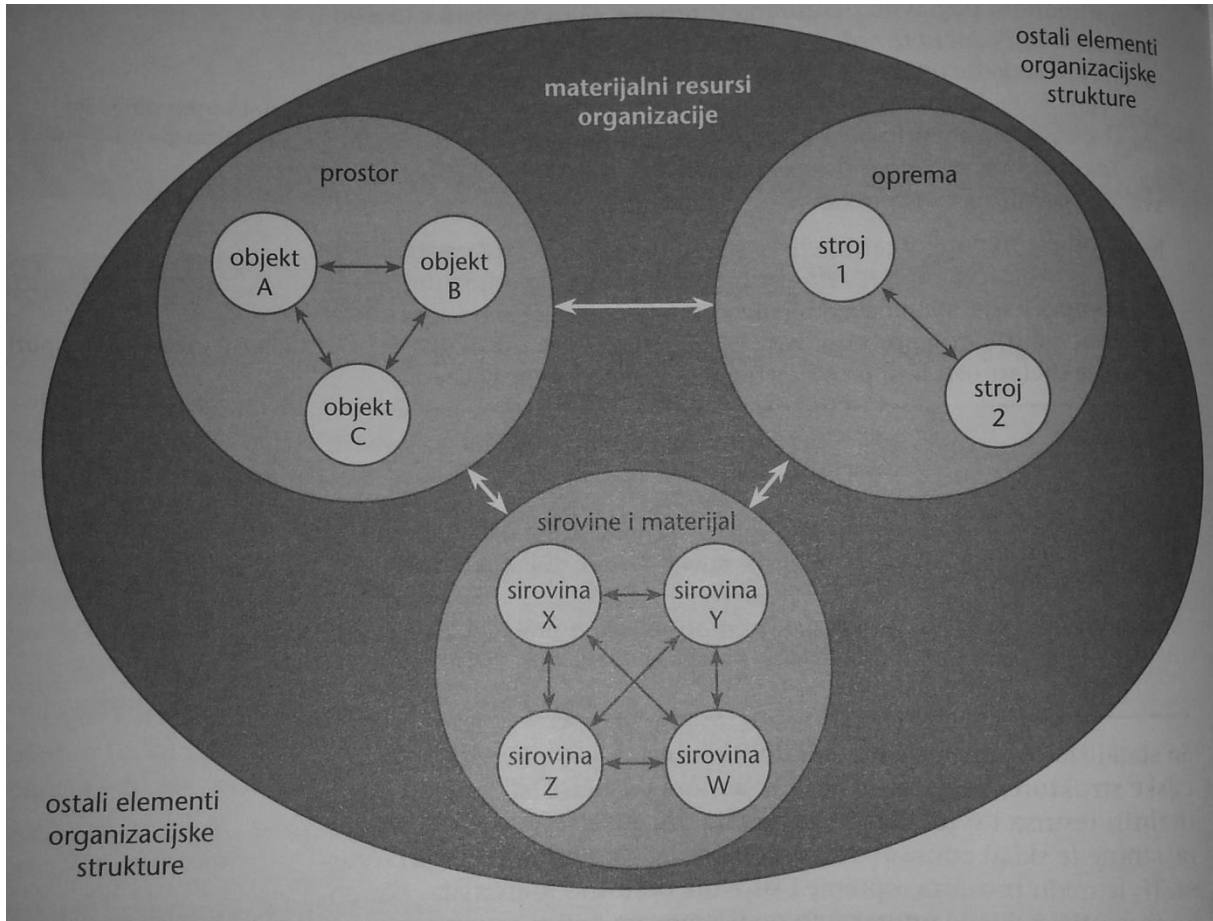 ostali elementi
organizacijske
strukture
materijalni resursi
organizacije
prostor
objekt
A
objekt
B
objekt
C
oprema
stroj
1
stroj
2
sirovine i materijal
sirovina
X
sirovina
Y
sirovina
Z
sirovina
W
ostali elementi
organizacijske
strukture